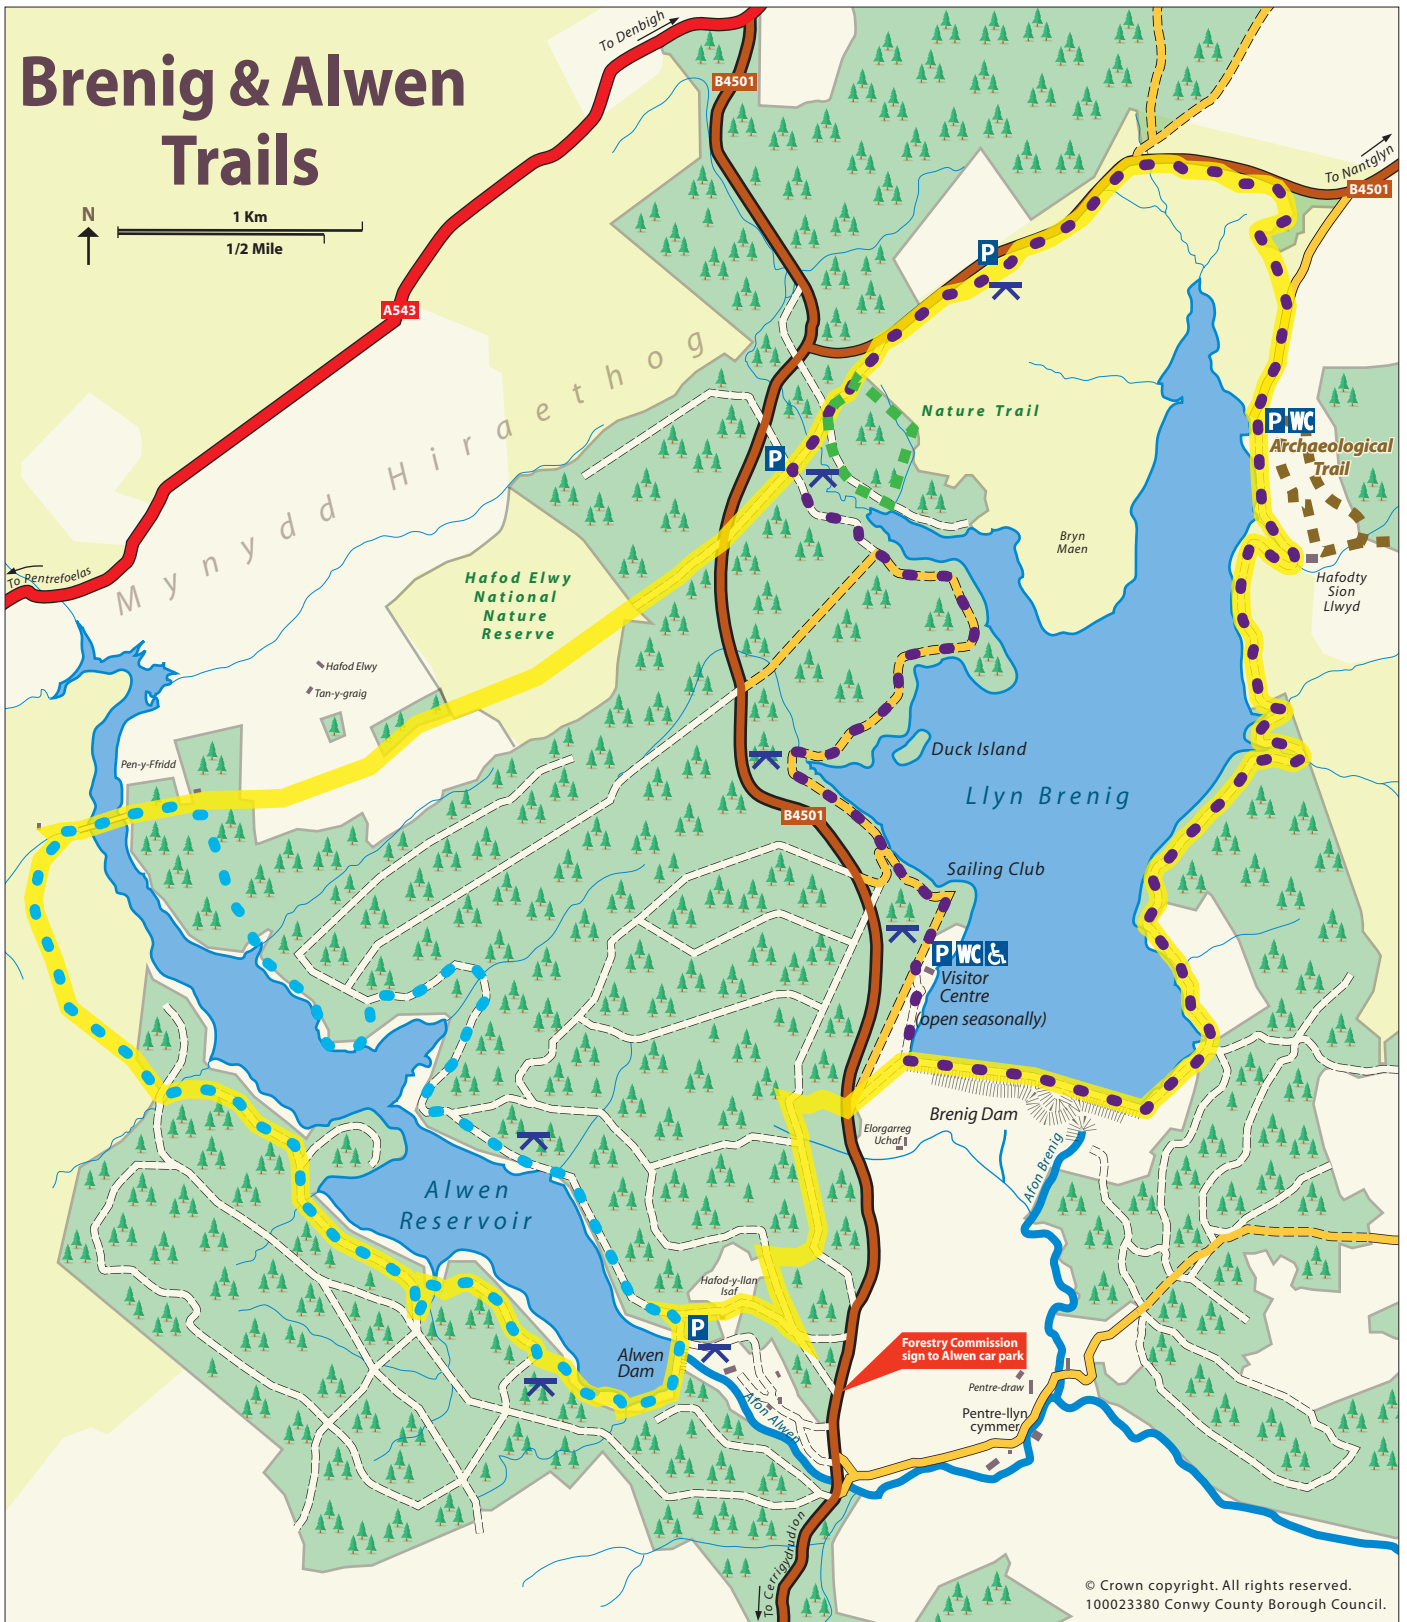 Brenig & Alwen
Trails
N
1 Km
1/2 Mile
To Denbigh
B4501
A543
To Nantglyn
B4501
P
Nature Trail
Mynydd Hiraethog
P
P WC
Archaeological
Trail
To Pentrefoelas
Hafod Elwy
National
Nature
Reserve
Bryn
Maen
Hafodty
Sion
Llwyd
Hafod Elwy
Tan-y-graig
Pen-y-Ffridd
Duck Island
Llyn Brenig
B4501
Sailing Club
P WC
Visitor
Centre
(open seasonally)
Brenig Dam
Elorgarreg
Uchaf
Afon Brenig
Alwen
Reservoir
Hafod-y-llan
Isaf
P
Alwen
Dam
Forestry Commission
sign to Alwen car park
Pentre-draw
Pentre-llyn
cymmer
Afon Alwen
To Cerrigydrudion
© Crown copyright. All rights reserved.
100023380 Conwy County Borough Council.